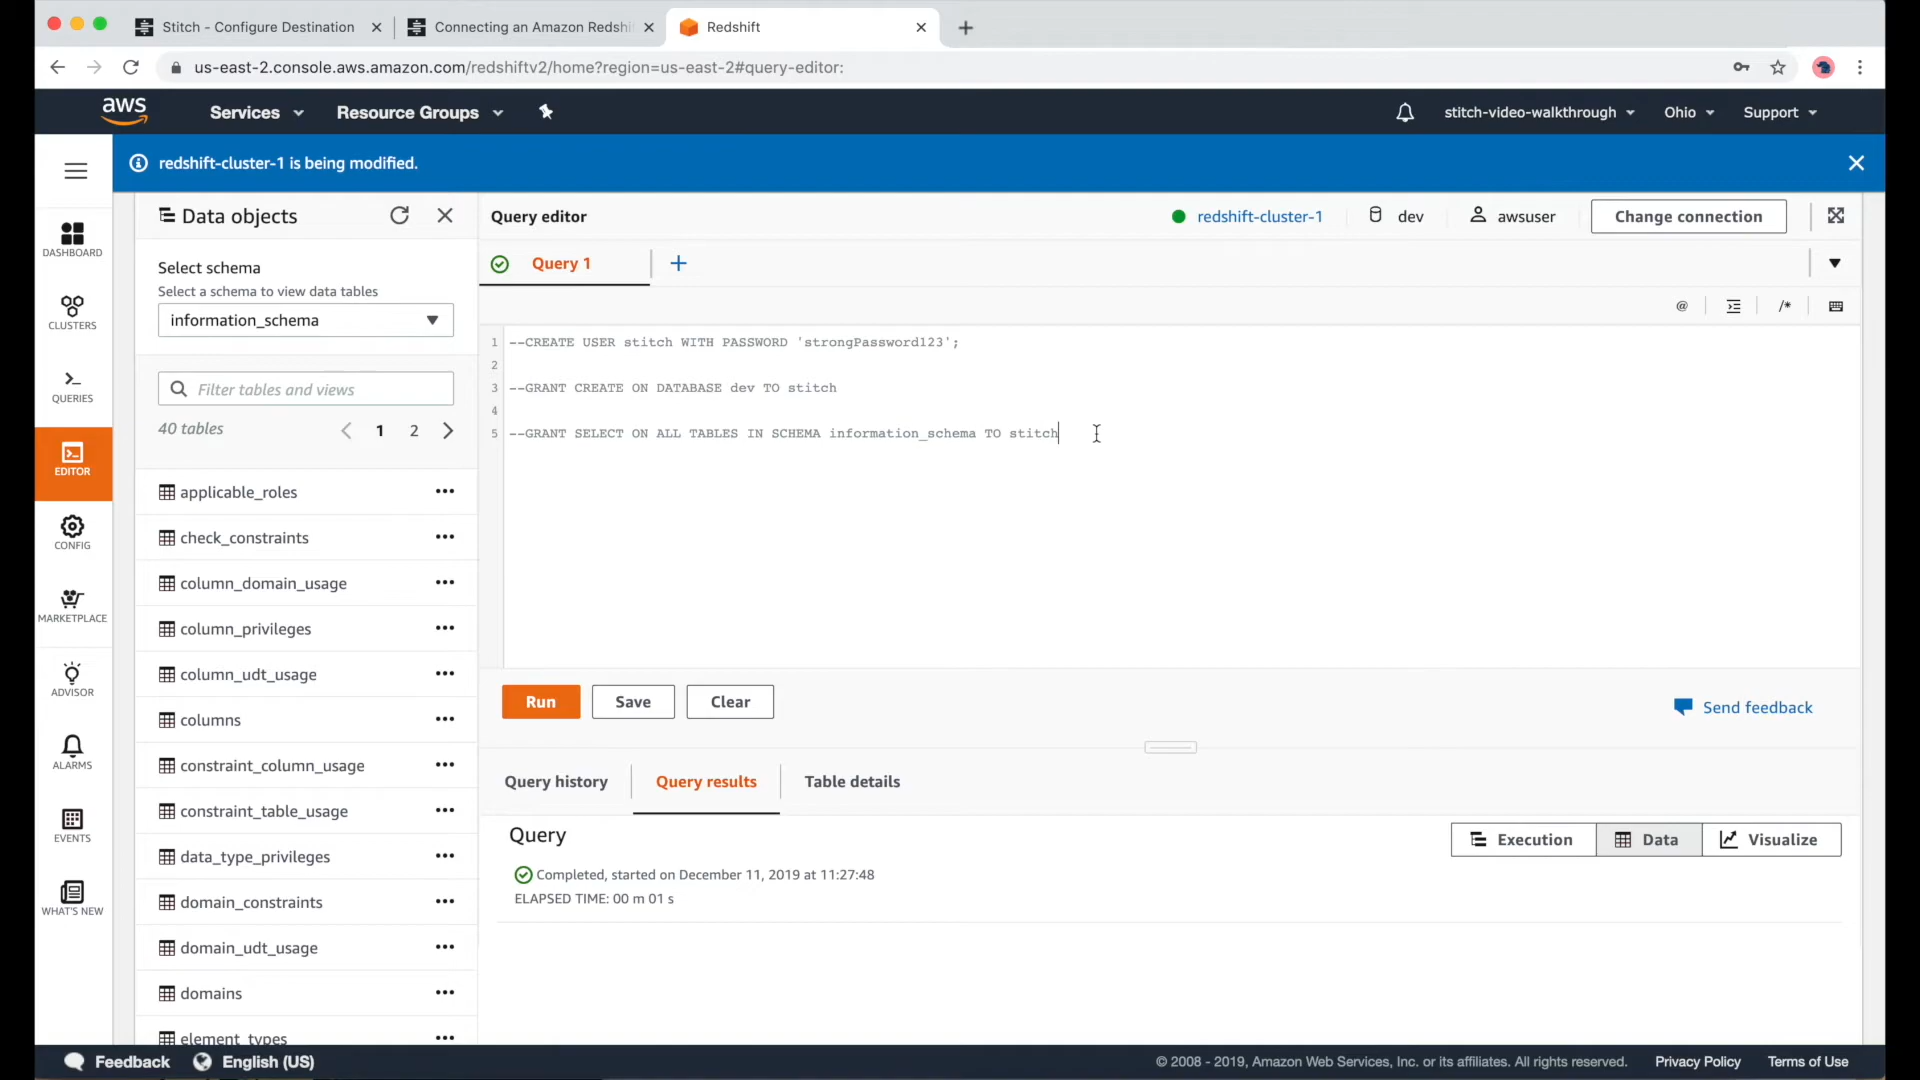 Stitch - Configure Destination
Connecting an Amazon Redshi
Redshift
us-east-2.console.aws.amazon.com/redshiftv2/home?region=us-east-2#query-editor:
aws
Services
Resource Groups
stitch-video-walkthrough
Ohio
Support
redshift-cluster-1 is being modified.
DASHBOARD
CLUSTERS
QUERIES
EDITOR
CONFIG
MARKETPLACE
ADVISOR
ALARMS
EVENTS
WHAT'S NEW
Data objects
Select schema
Select a schema to view data tables
information_schema
Filter tables and views
40 tables
1 2
applicable_roles
check_constraints
column_domain_usage
column_privileges
column_udt_usage
columns
constraint_column_usage
constraint_table_usage
data_type_privileges
domain_constraints
domain_udt_usage
domains
element_types
Query editor
redshift-cluster-1
dev
awsuser
Change connection
Query 1
@
/*
1 --CREATE USER stitch WITH PASSWORD 'strongPassword123';
2
3 --GRANT CREATE ON DATABASE dev TO stitch
4
5 --GRANT SELECT ON ALL TABLES IN SCHEMA information_schema TO stitch
Run
Save
Clear
Send feedback
Query history
Query results
Table details
Query
Execution
Data
Visualize
Completed, started on December 11, 2019 at 11:27:48
ELAPSED TIME: 00 m 01 s
Feedback
English (US)
© 2008 - 2019, Amazon Web Services, Inc. or its affiliates. All rights reserved.
Privacy Policy
Terms of Use